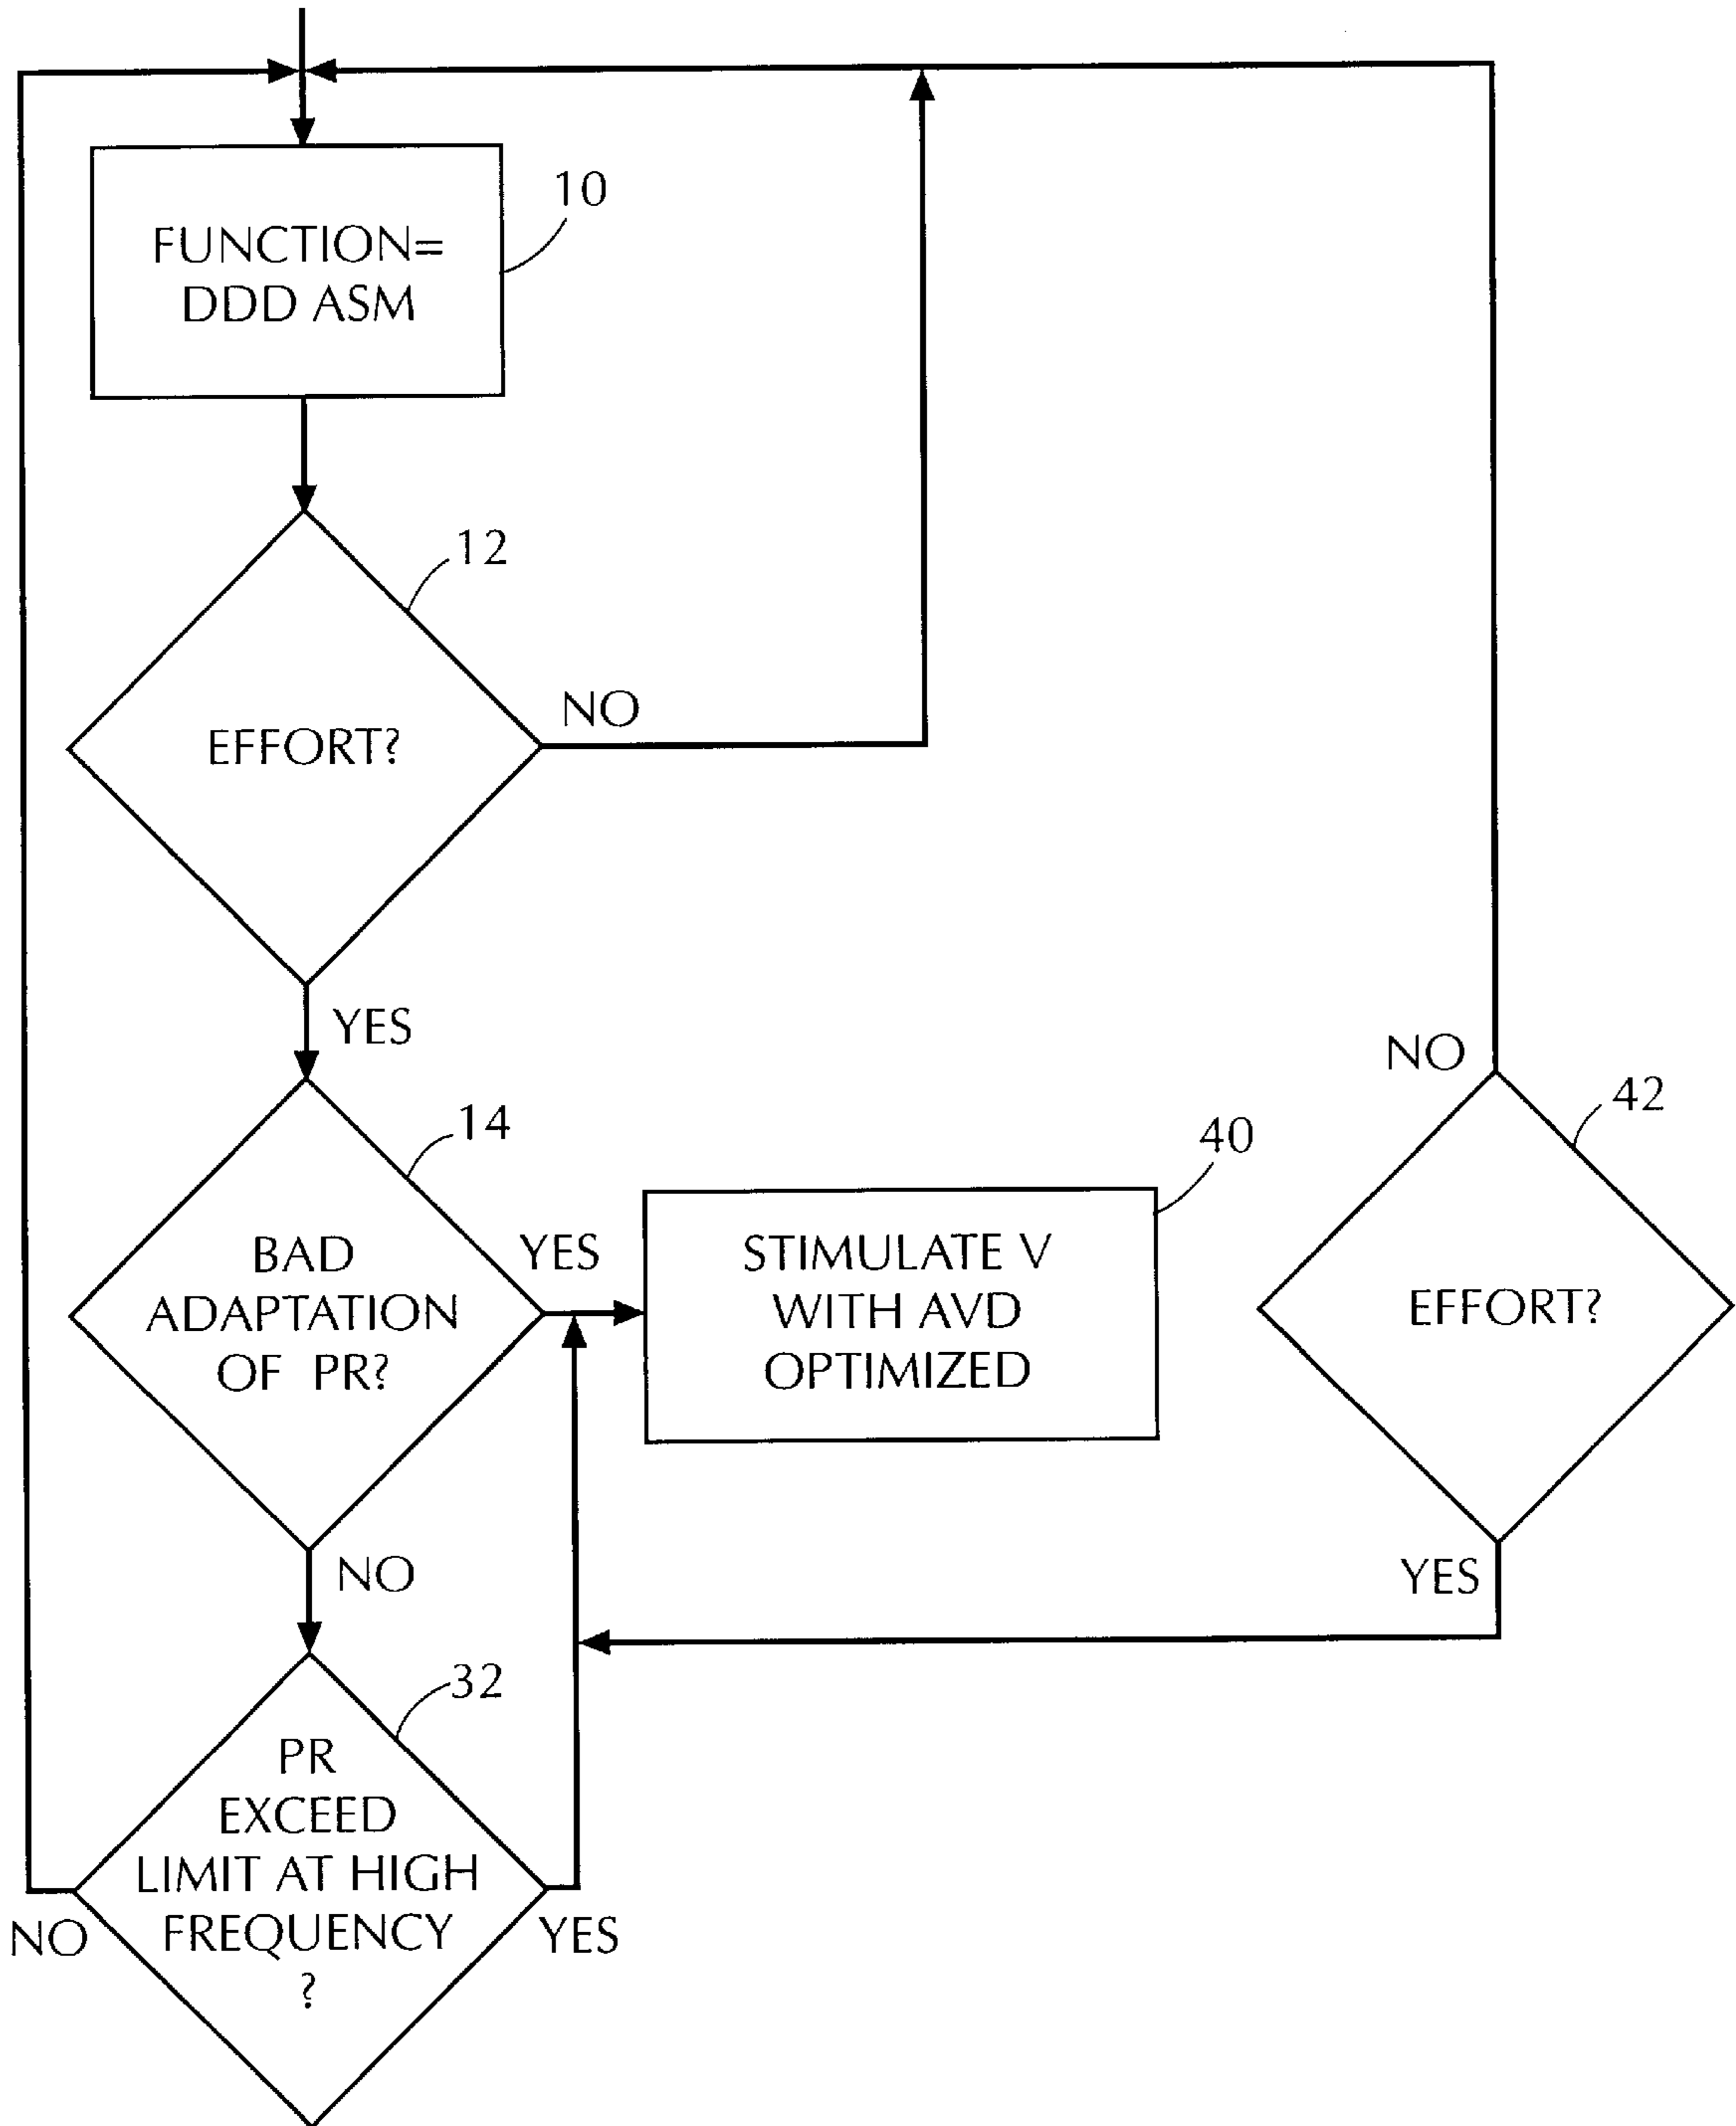 10
FUNCTION=
DDD ASM
12
EFFORT?
NO
YES
14
BAD
ADAPTATION
OF PR?
YES
NO
40
STIMULATE V
WITH AVD
OPTIMIZED
NO
42
EFFORT?
YES
32
PR
EXCEED
LIMIT AT HIGH
FREQUENCY
?
NO
YES